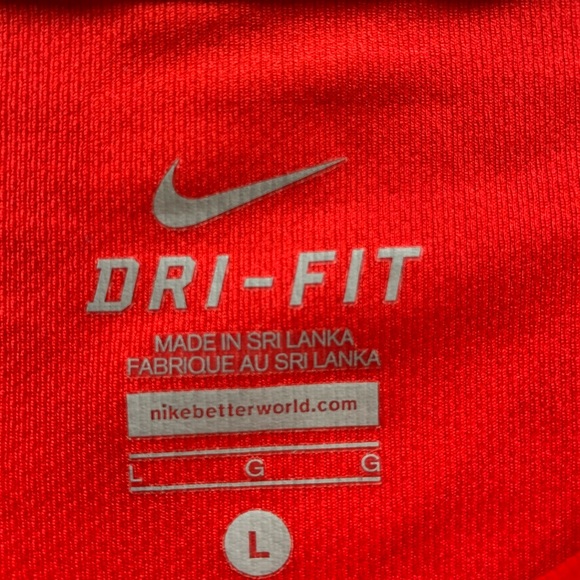 DRI-FIT
MADE IN SRI LANKA,
FABRIQUE AU SRI LANKA
nikebetterworld.com
L G G
L